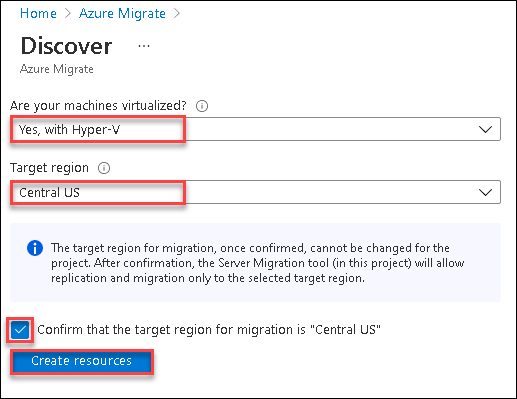 Home > Azure Migrate >
Discover ...
Azure Migrate
Are your machines virtualized?
Yes, with Hyper-V
Target region
Central US
The target region for migration, once confirmed, cannot be changed for the
project. After confirmation, the Server Migration tool (in this project) will allow
replication and migration only to the selected target region.
Confirm that the target region for migration is "Central US"
Create resources